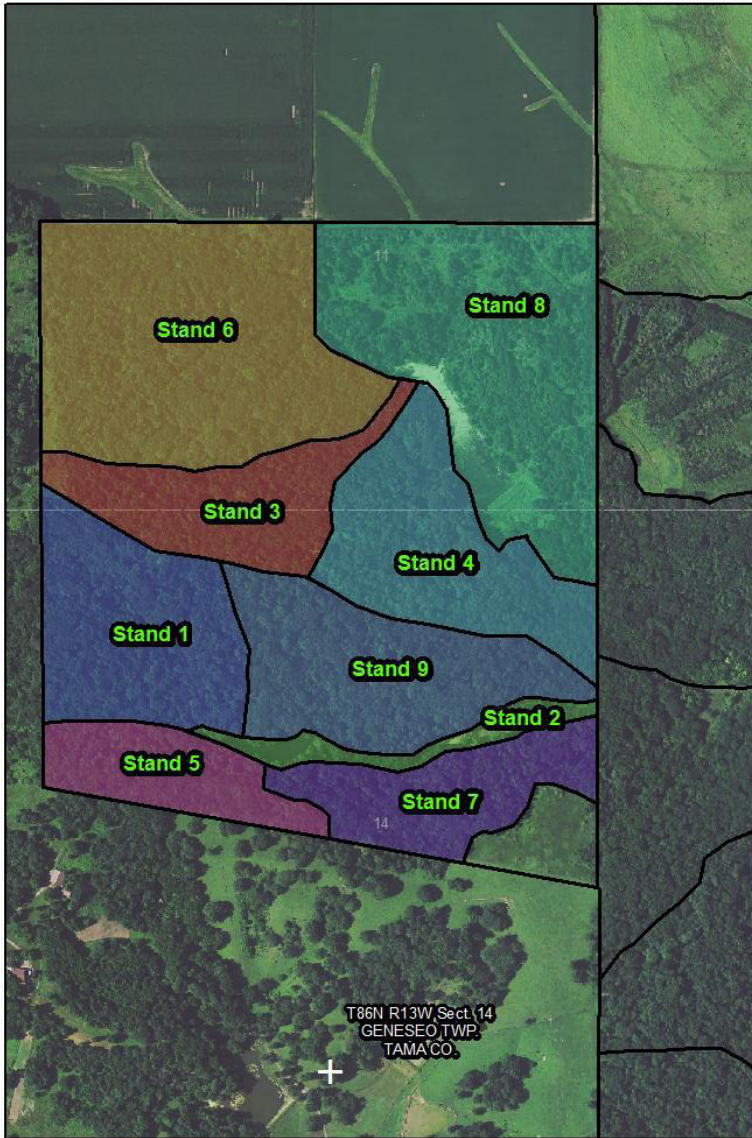 11
Stand 8
Stand 6
Stand 3
Stand 4
Stand 1
Stand 9
Stand 2
Stand 5
Stand 7
14
T86N R13W Sect. 14
GENESEO TWP.
TAMA CO.